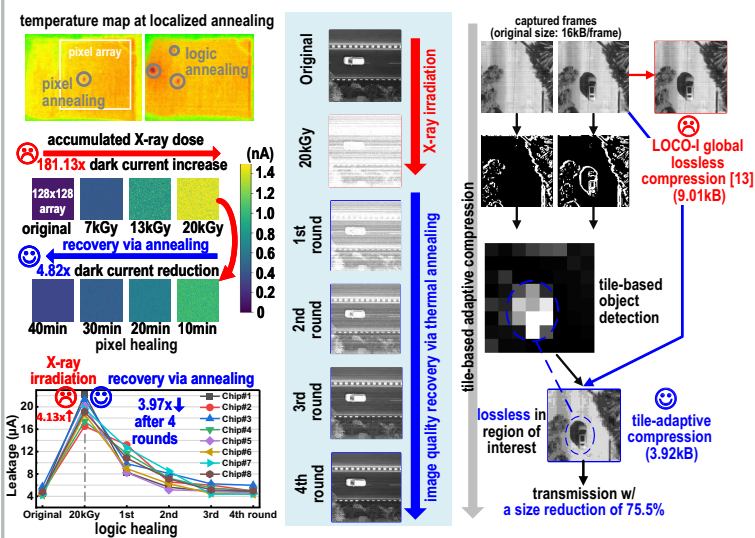 temperature map at localized annealing
pixel array
logic
annealing
pixel
annealing
accumulated X-ray dose
181.13x dark current increase
(nA)
128x128
array
original
7kGy
13kGy
20kGy
recovery via annealing
4.82x dark current reduction
40min
30min
20min
10min
pixel healing
1.4
1.2
1.0
0.8
0.6
0.4
0.2
0
X-ray
irradiation
recovery via annealing
4.13x↑
3.97x↓
after 4
rounds
Chip#1
Chip#2
Chip#3
Chip#4
Chip#5
Chip#6
Chip#7
Chip#8
Leakage (μA)
20
16
12
8
4
Original
20kGy
1st
2nd
3rd
4th round
logic healing
Original
20kGy
1st
round
2nd
round
3rd
round
4th
round
X-ray irradiation
image quality recovery via thermal annealing
tile-based adaptive compression
captured frames
(original size: 16kB/frame)
LOCO-I global
lossless
compression [13]
(9.01kB)
tile-based
object
detection
lossless in
region of
interest
tile-adaptive
compression
(3.92kB)
transmission w/
a size reduction of 75.5%